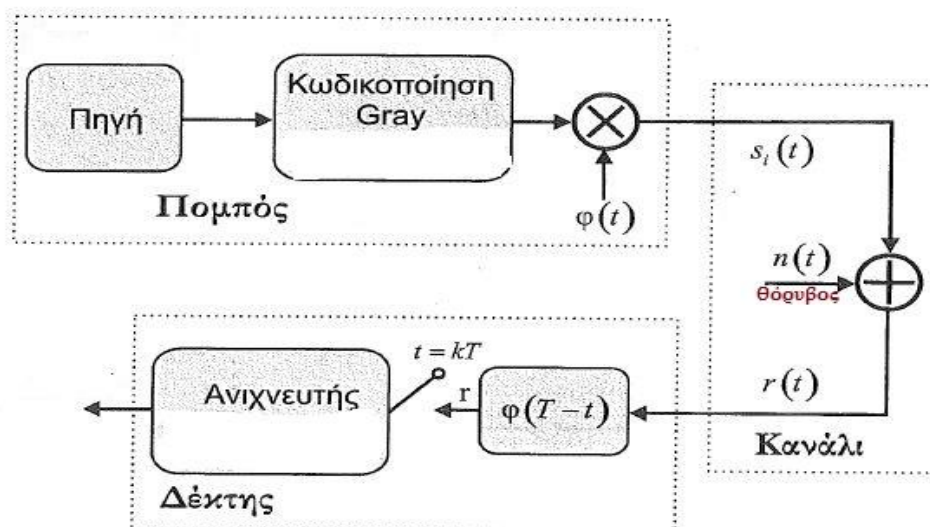 Πηγή
Κωδικοποίηση
Gray
φ(t)
Πομπός
s_i(t)
n(t)
θόρυβος
r(t)
Κανάλι
φ(T−t)
r
t = kT
Ανιχνευτής
Δέκτης